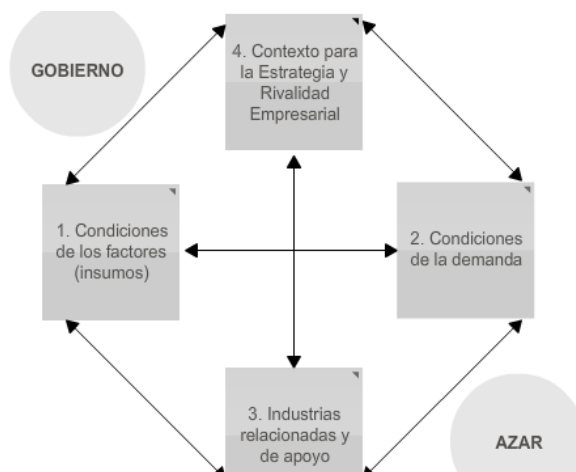 GOBIERNO
4. Contexto para
la Estrategia y
Rivalidad
Empresarial
1. Condiciones
de los factores
(insumos)
2. Condiciones
de la demanda
3. Industrias
relacionadas y
de apoyo
AZAR